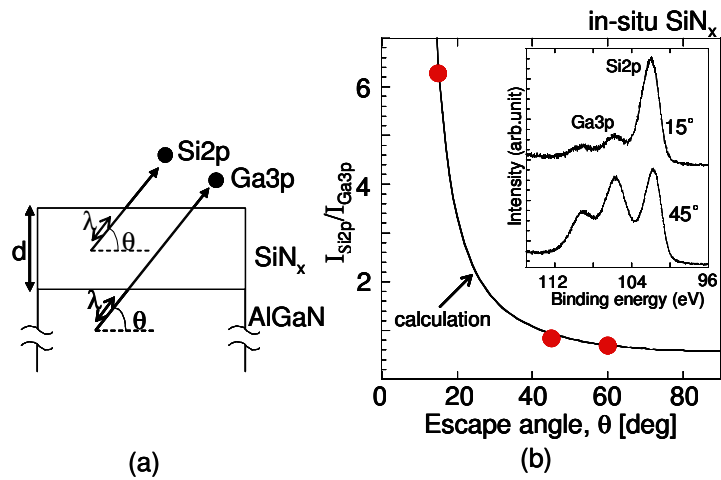 Si2p
Ga3p
λ
θ
d
SiNx
λ
θ
AlGaN
(a)
in-situ SiNx
6
4
2
ISi2p/IGa3p
calculation
0
20
40
60
80
Escape angle, θ [deg]
Si2p
Ga3p
15°
45°
Intensity (arb.unit)
112
104
96
Binding energy (eV)
(b)